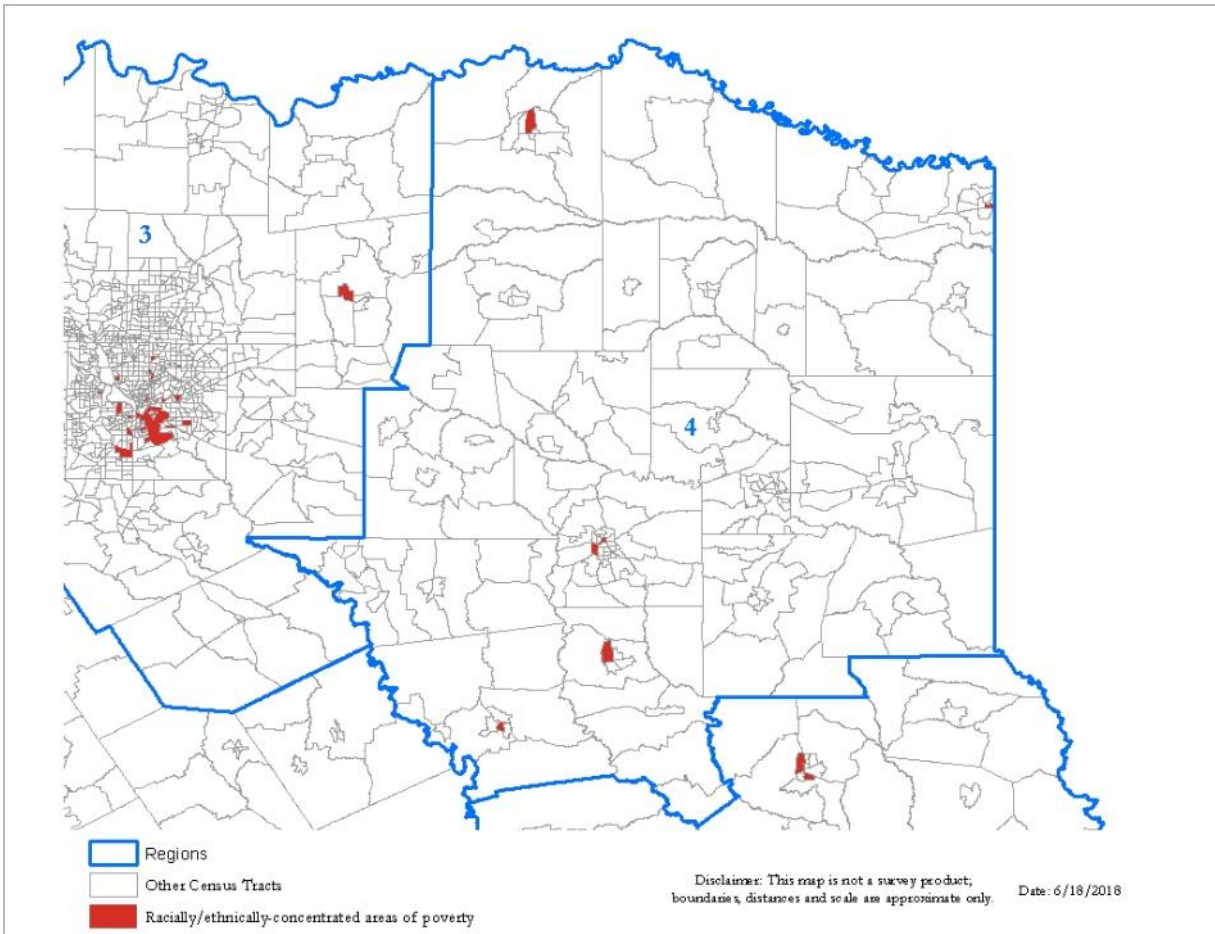 3
4
Regions
Other Census Tracts
Racially/ethnically-concentrated areas of poverty
Disclaimer: This map is not a survey product;
boundaries, distances and scale are approximate only.
Date: 6/18/2018